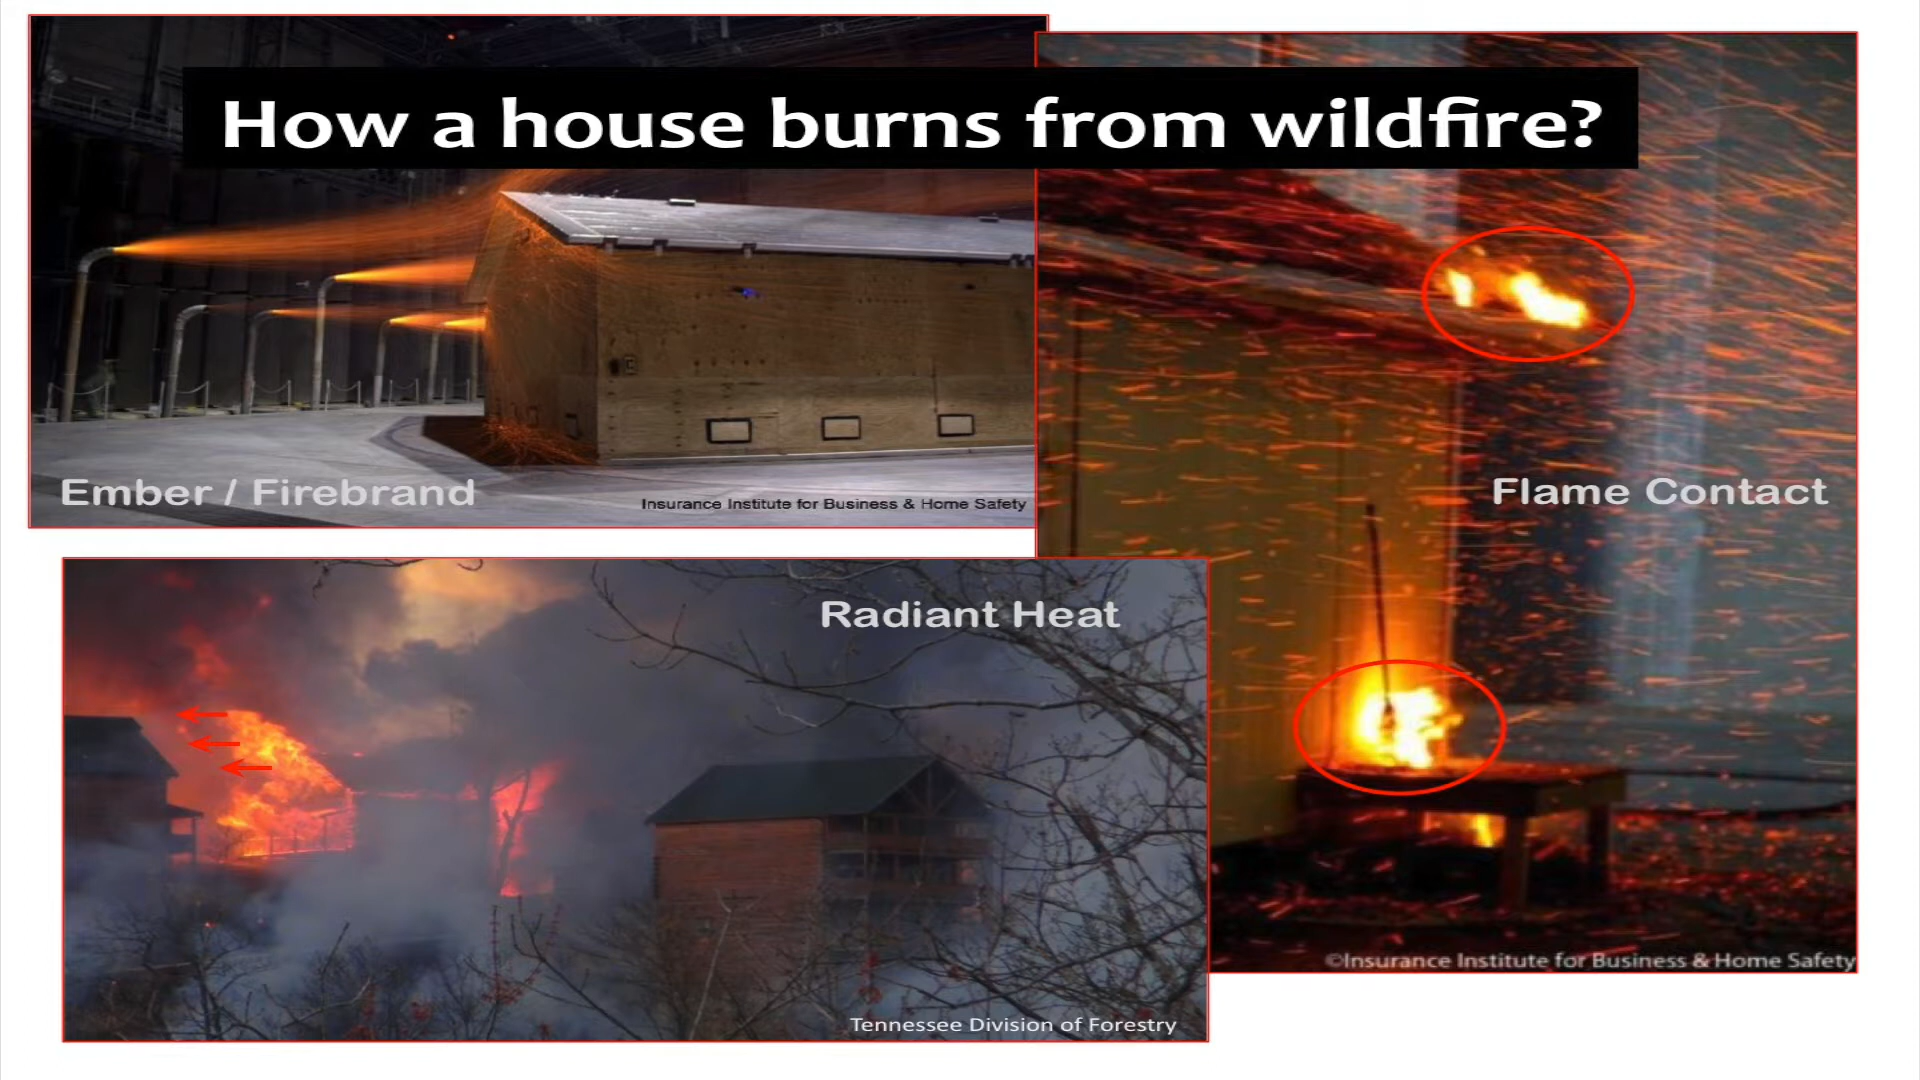 How a house burns from wildfire?
Ember / Firebrand
Insurance Institute for Business & Home Safety
Flame Contact
Radiant Heat
©Insurance Institute for Business & Home Safety
Tennessee Division of Forestry